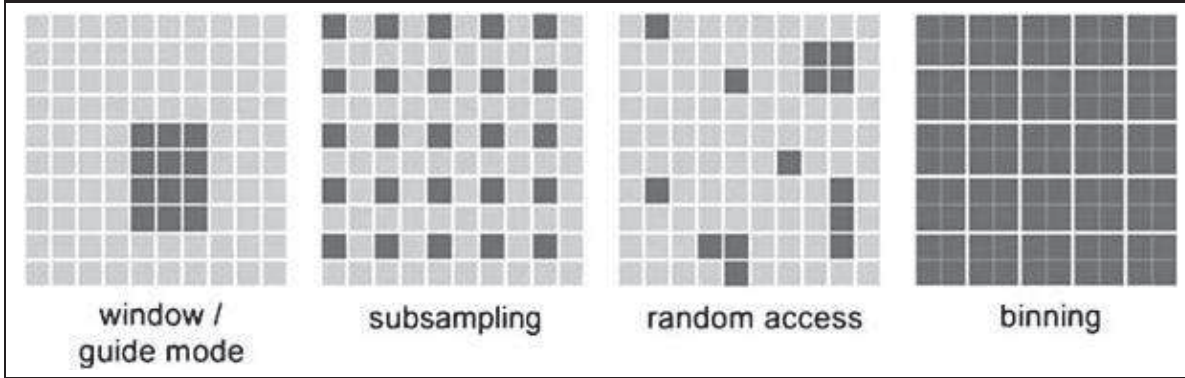 window /
guide mode
subsampling
random access
binning